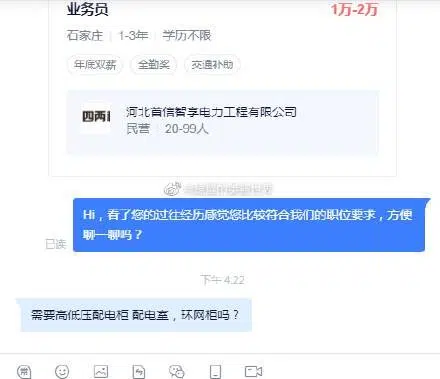 业务员 1万-2万
石家庄 1-3年 学历不限
年底双薪 全勤奖 交通补助
四两
河北首信智享电力工程有限公司
民营 20-99人
Hi，看了您的过往经历感觉您比较符合我们的职位要求，方便
聊一聊吗？
已读
下午 4:22
需要高低压配电柜 配电室，环网柜吗？
常